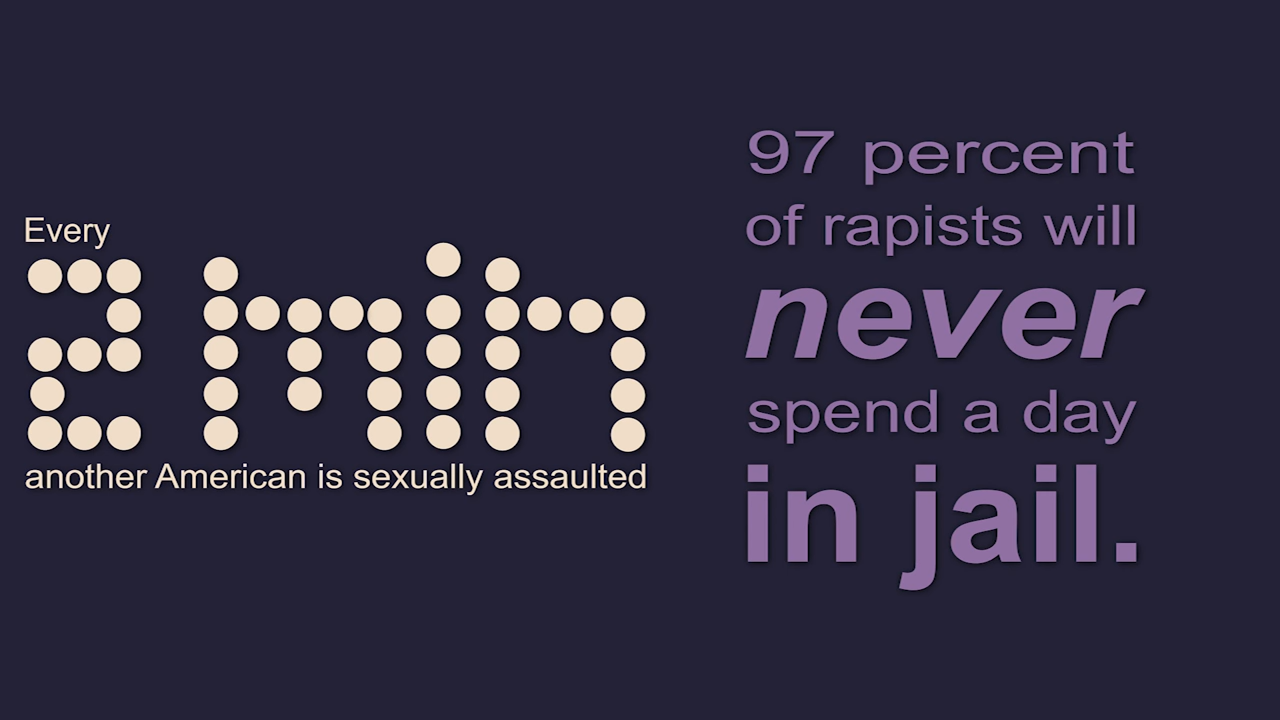 Every
2 min
another American is sexually assaulted
97 percent
of rapists will
never
spend a day
in jail.